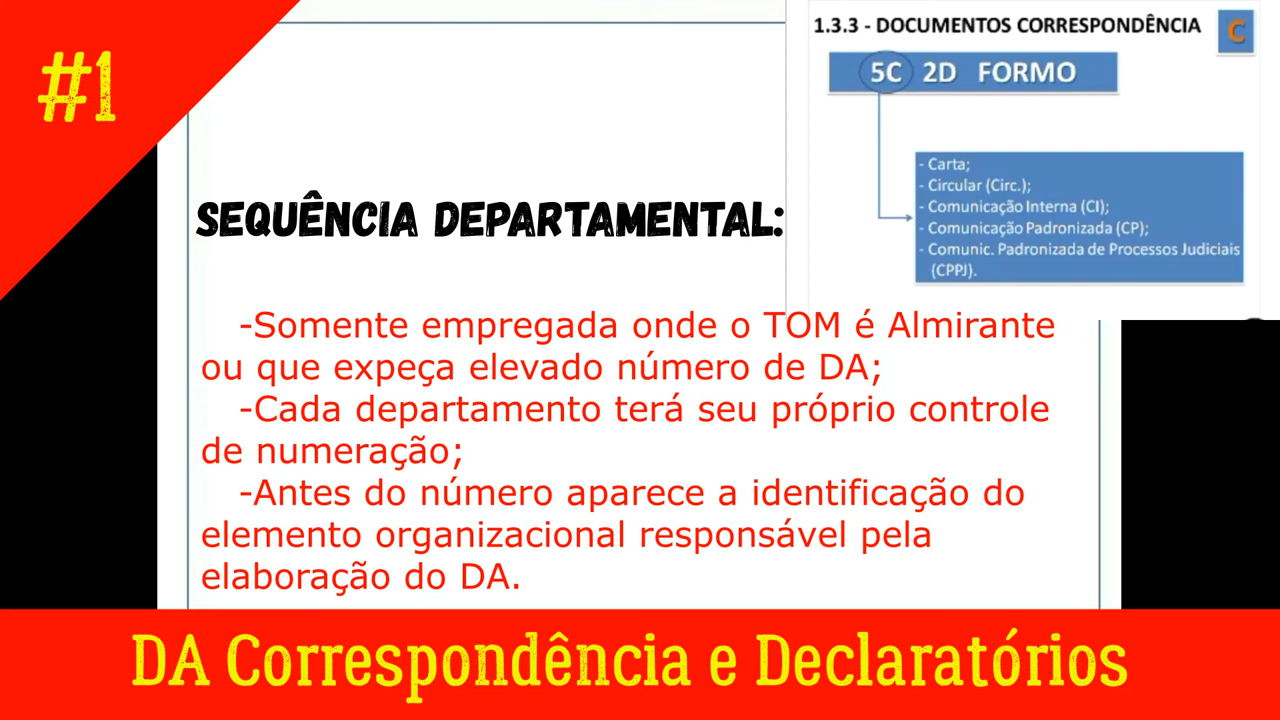 #1
1.3.3 - DOCUMENTOS CORRESPONDÊNCIA
C
5C 2D FORMO
- Carta;
- Circular (Circ.);
- Comunicação Interna (CI);
- Comunicação Padronizada (CP);
- Comunic. Padronizada de Processos Judiciais
(CPPJ).
SEQUÊNCIA DEPARTAMENTAL:
-Somente empregada onde o TOM é Almirante
ou que expeça elevado número de DA;
-Cada departamento terá seu próprio controle
de numeração;
-Antes do número aparece a identificação do
elemento organizacional responsável pela
elaboração do DA.
DA Correspondência e Declaratórios